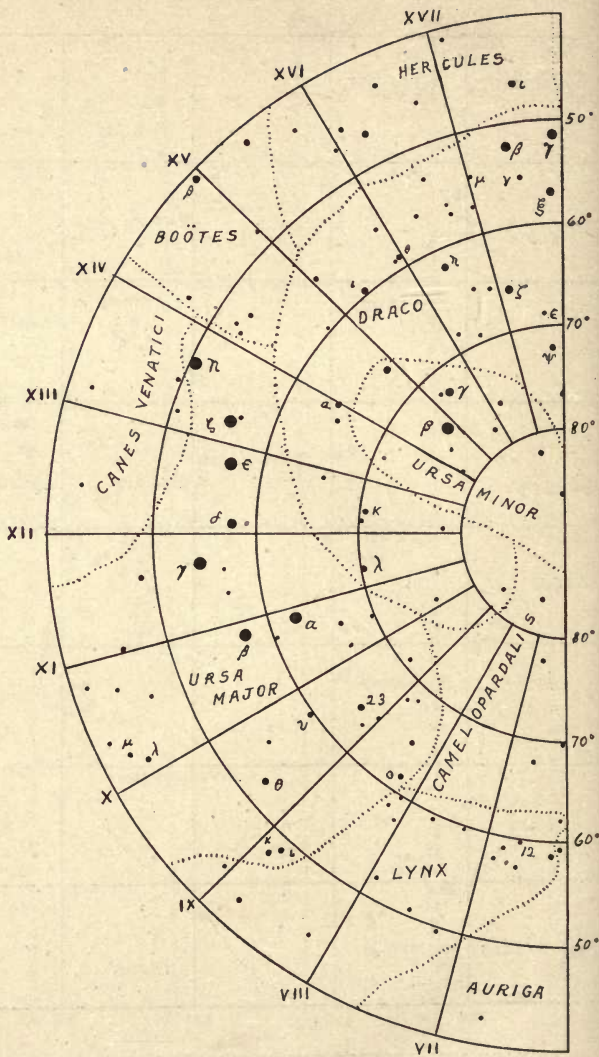 XVII
HERCULES
XVI
ι
50°
β γ
XV
μ ν
β
ξ
BOÖTES
60°
θ
η
XIV
ι
ζ
DRACO
ε
70°
CANES VENATICI
ψ
η
γ
XIII
α
ζ
β
80°
ε
URSA MINOR
κ
XII
δ
λ
γ
α
80°
XI
β
URSA MAJOR
CAMELOPARDALIS
23
υ
70°
μ λ
X
ο
θ
60°
κ ι
12
LYNX
IX
50°
VIII
AURIGA
VII